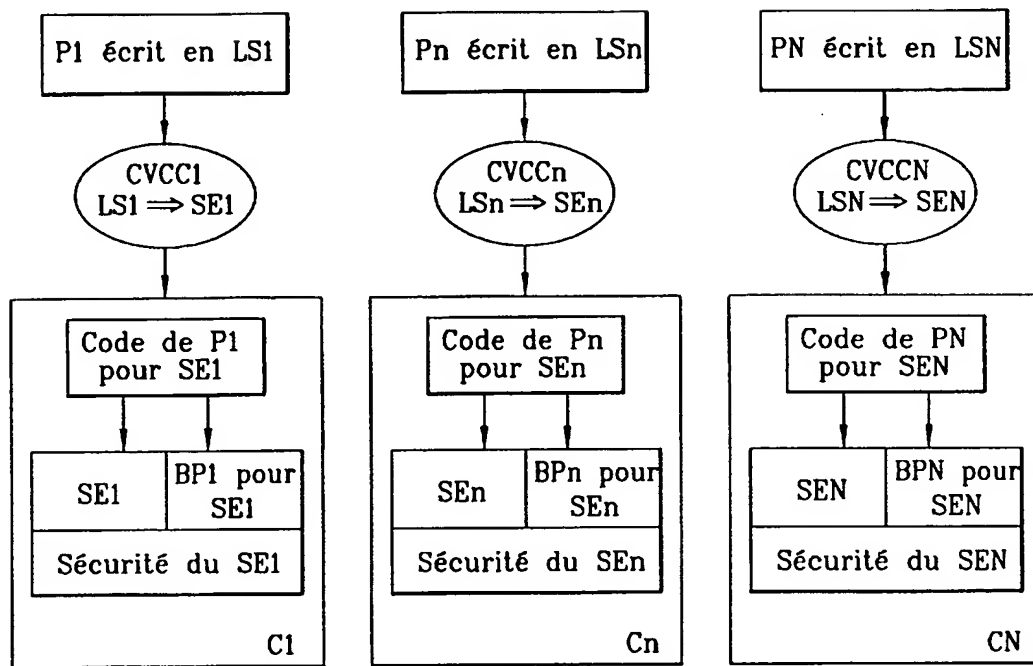 P1 écrit en LS1
CVCC1
LS1 ⇒ SE1
Code de P1
pour SE1
SE1
BP1 pour
SE1
Sécurité du SE1
C1
Pn écrit en LSn
CVCCn
LSn ⇒ SEn
Code de Pn
pour SEn
SEn
BPn pour
SEn
Sécurité du SEn
Cn
PN écrit en LSN
CVCCN
LSN ⇒ SEN
Code de PN
pour SEN
SEN
BPN pour
SEN
Sécurité du SEN
CN